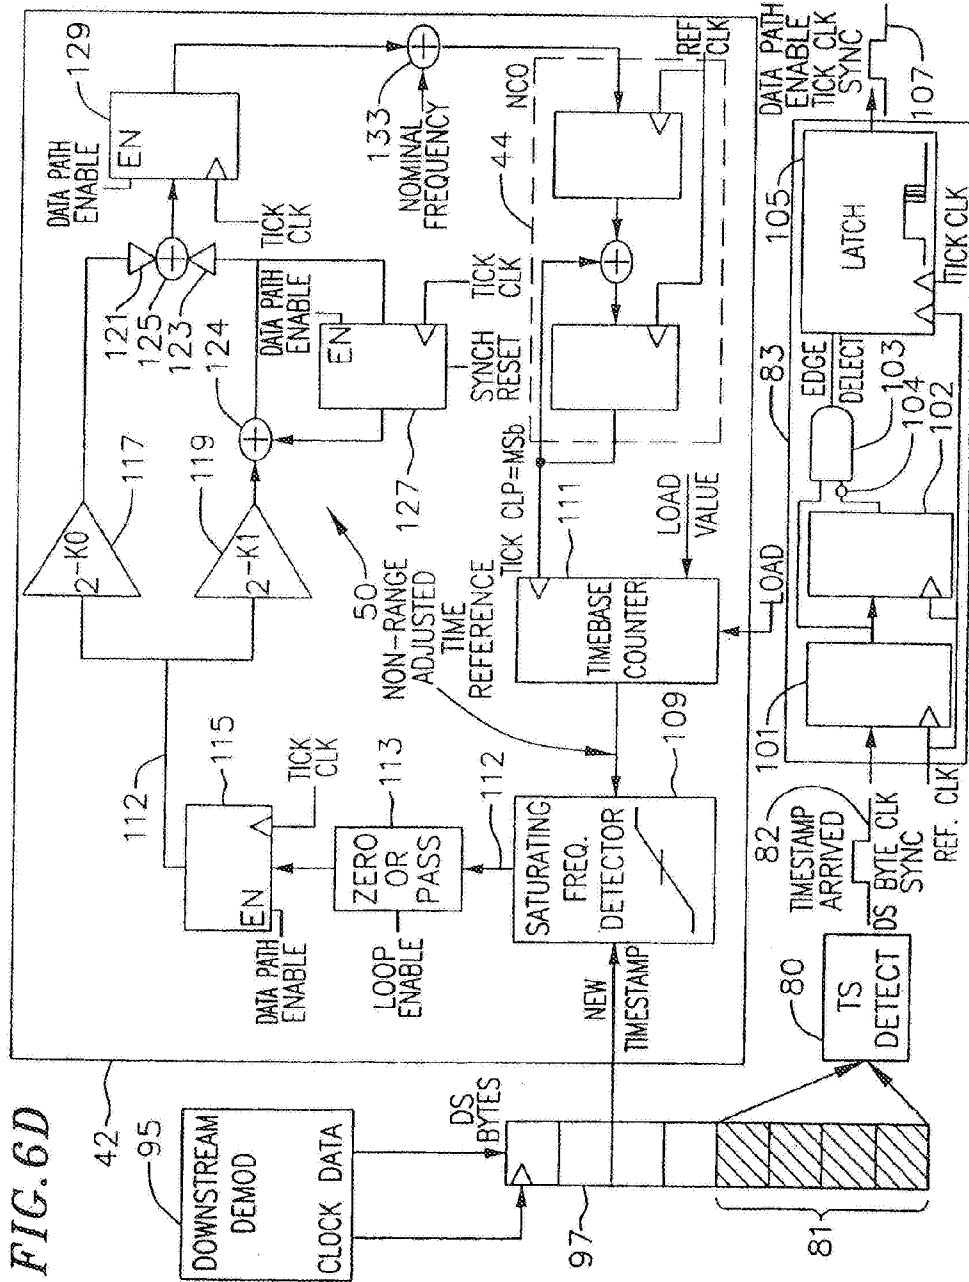 FIG. 6D
42
95
DOWNSTREAM
DEMOD
CLOCK DATA
DS
BYTES
97
81
NEW
TIMESTAMP
80
TS
DETECT
DATA PATH
ENABLE
EN
115
TICK
CLK
112
LOOP
ENABLE
ZERO
OR
PASS
113
112
SATURATING
FREQ.
DETECTOR
109
50
NON-RANGE
ADJUSTED
TIME
REFERENCE
TIMEBASE
COUNTER
111
LOAD
VALUE
LOAD
TICK CLP=MSb
2-K0
117
2-K1
119
121
125
123
124
DATA PATH
ENABLE
EN
127
SYNCH
RESET
TICK
CLK
DATA PATH
ENABLE
EN
129
TICK
CLK
133
NOMINAL
FREQUENCY
44
NCO
REF
CLK
TIMESTAMP
ARRIVED
82
DS BYTE CLK
SYNC
REF. CLK
101
83
102
104
103
EDGE
DELECT
LATCH
105
TICK CLK
DATA PATH
ENABLE
TICK CLK
SYNC
107